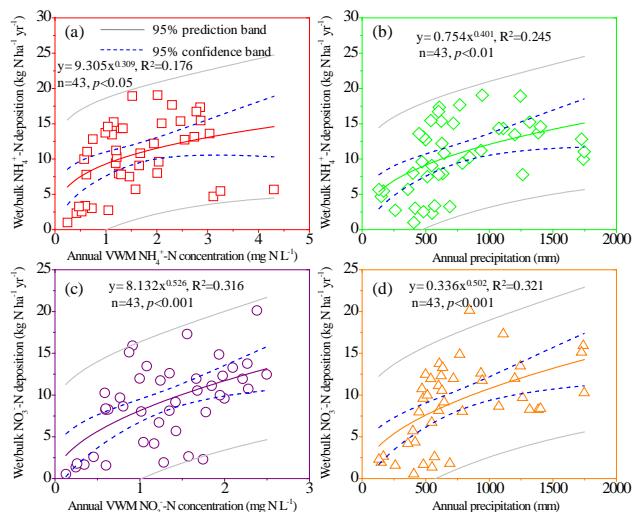 (a)
95% prediction band
95% confidence band
y= 9.305x^0.309, R²=0.176
n=43, p<0.05
Wet/bulk NH₄⁺-N deposition (kg N ha⁻¹ yr⁻¹)
30
25
20
15
10
5
0
0 1 2 3 4 5
Annual VWM NH₄⁺-N concentration (mg N L⁻¹)
(b)
y = 0.754x^0.401, R²=0.245
n=43, p<0.01
Wet/bulk NH₄⁺-N deposition (kg N ha⁻¹ yr⁻¹)
30
25
20
15
10
5
0
0 500 1000 1500 2000
Annual precipitation (mm)
(c)
y = 8.132x^0.526, R²=0.316
n=43, p<0.001
Wet/bulk NO₃⁻-N deposition (kg N ha⁻¹ yr⁻¹)
25
20
15
10
5
0
0 1 2 3
Annual VWM NO₃⁻-N concentration (mg N L⁻¹)
(d)
y = 0.336x^0.502, R²=0.321
n=43, p<0.001
Wet/bulk NO₃⁻-N deposition (kg N ha⁻¹ yr⁻¹)
25
20
15
10
5
0
0 500 1000 1500 2000
Annual precipitation (mm)